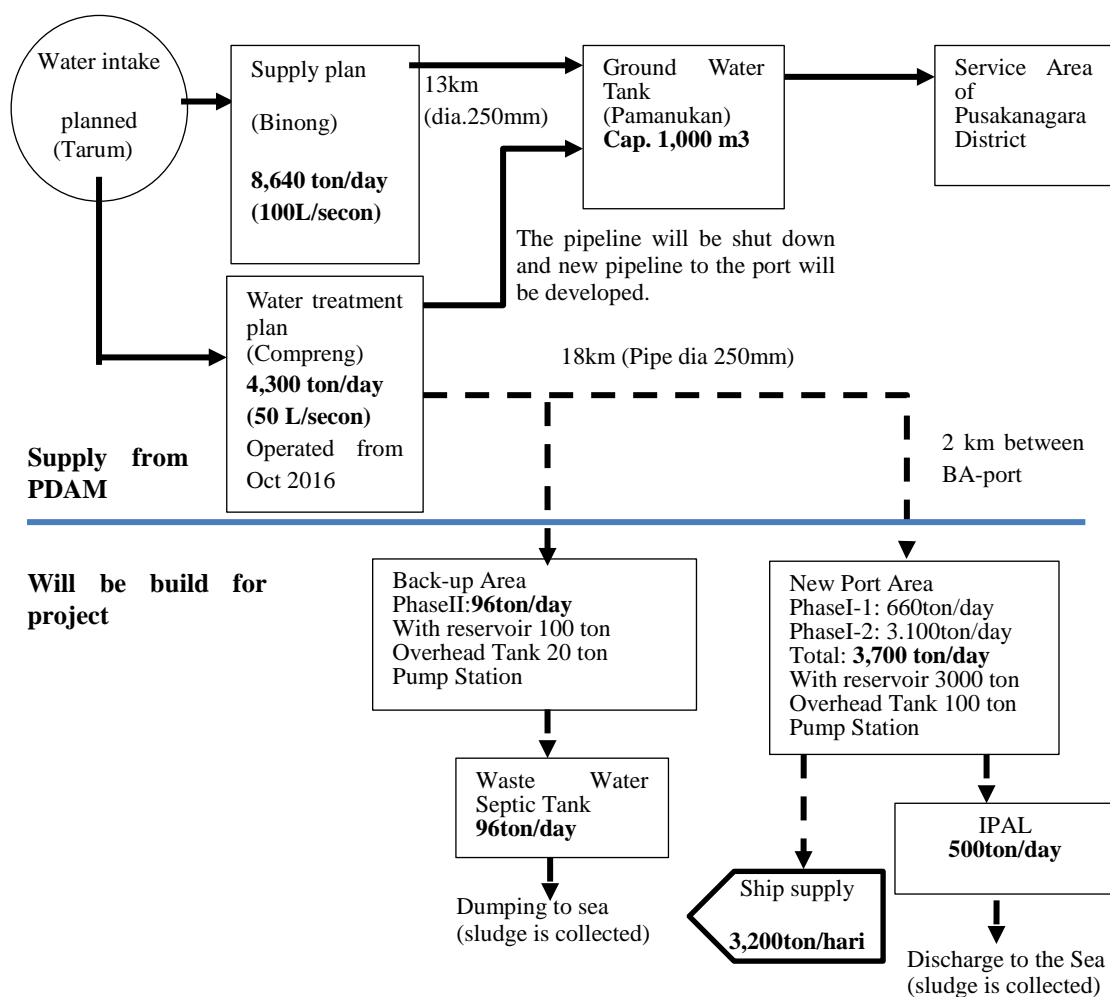 Water intake
planned
(Tarum)
Supply plan
(Binong)
8,640 ton/day
(100L/secon)
13km
(dia.250mm)
Ground Water
Tank
(Pamanukan)
Cap. 1,000 m3
Service Area
of
Pusakanagara
District
The pipeline will be shut down
and new pipeline to the port will
be developed.
Water treatment
plan
(Compreng)
4,300 ton/day
(50 L/secon)
Operated from
Oct 2016
18km (Pipe dia 250mm)
2 km between
BA-port
Supply from
PDAM
Will be build for
project
Back-up Area
PhaseII:96ton/day
With reservoir 100 ton
Overhead Tank 20 ton
Pump Station
New Port Area
PhaseI-1: 660ton/day
PhaseI-2: 3.100ton/day
Total: 3,700 ton/day
With reservoir 3000 ton
Overhead Tank 100 ton
Pump Station
Waste Water
Septic Tank
96ton/day
IPAL
500ton/day
Ship supply
3,200ton/hari
Dumping to sea
(sludge is collected)
Discharge to the Sea
(sludge is collected)